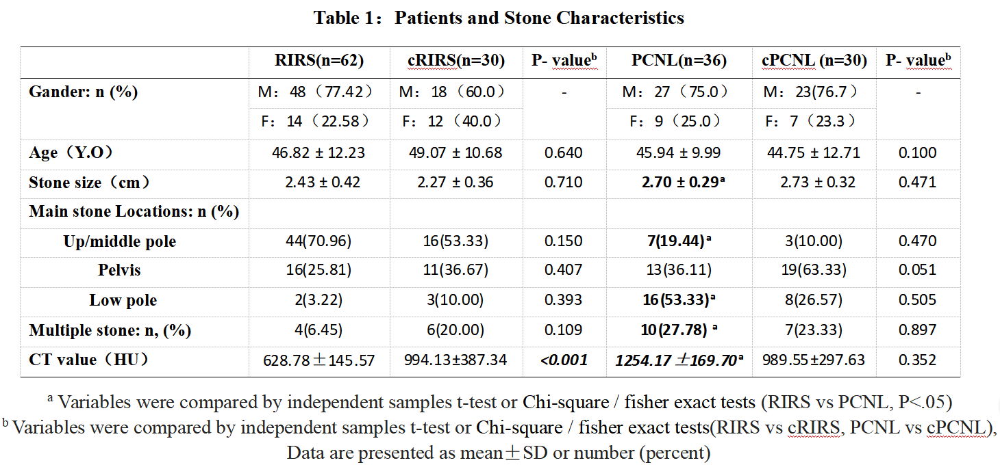 Table 1：Patients and Stone Characteristics
RIRS(n=62) cRIRS(n=30) P- valueᵇ PCNL(n=36) cPCNL (n=30) P- valueᵇ
Gander: n (%) M：48（77.42） M：18（60.0） - M：27（75.0） M：23(76.7） -
F：14（22.58） F：12（40.0） F：9（25.0） F：7（23.3）
Age（Y.O） 46.82 ± 12.23 49.07 ± 10.68 0.640 45.94 ± 9.99 44.75 ± 12.71 0.100
Stone size（cm） 2.43 ± 0.42 2.27 ± 0.36 0.710 2.70 ± 0.29ᵃ 2.73 ± 0.32 0.471
Main stone Locations: n (%)
Up/middle pole 44(70.96) 16(53.33) 0.150 7(19.44)ᵃ 3(10.00) 0.470
Pelvis 16(25.81) 11(36.67) 0.407 13(36.11) 19(63.33) 0.051
Low pole 2(3.22) 3(10.00) 0.393 16(53.33)ᵃ 8(26.57) 0.505
Multiple stone: n, (%) 4(6.45) 6(20.00) 0.109 10(27.78) ᵃ 7(23.33) 0.897
CT value（HU） 628.78±145.57 994.13±387.34 <0.001 1254.17 ±169.70ᵃ 989.55±297.63 0.352
ᵃ Variables were compared by independent samples t-test or Chi-square / fisher exact tests (RIRS vs PCNL, P<.05)
ᵇ Variables were compared by independent samples t-test or Chi-square / fisher exact tests(RIRS vs cRIRS, PCNL vs cPCNL),
Data are presented as mean±SD or number (percent)